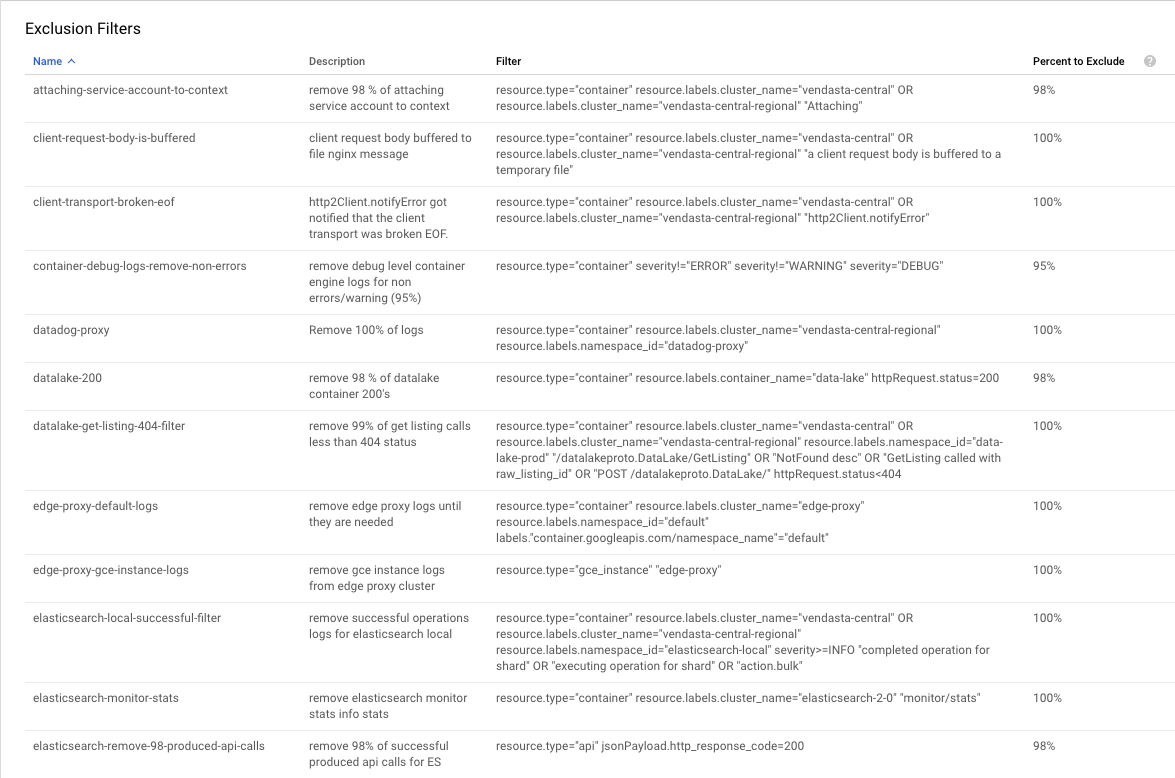 Exclusion Filters
Name Description Filter Percent to Exclude ?
attaching-service-account-to-context remove 98 % of attaching resource.type="container" resource.labels.cluster_name="vendasta-central" OR 98%
service account to context resource.labels.cluster_name="vendasta-central-regional" "Attaching"
client-request-body-is-buffered client request body buffered to resource.type="container" resource.labels.cluster_name="vendasta-central" OR 100%
file nginx message resource.labels.cluster_name="vendasta-central-regional" "a client request body is buffered to a
temporary file"
client-transport-broken-eof http2Client.notifyError got resource.type="container" resource.labels.cluster_name="vendasta-central" OR 100%
notified that the client resource.labels.cluster_name="vendasta-central-regional" "http2Client.notifyError"
transport was broken EOF.
container-debug-logs-remove-non-errors remove debug level container resource.type="container" severity!="ERROR" severity!="WARNING" severity="DEBUG" 95%
engine logs for non
errors/warning (95%)
datadog-proxy Remove 100% of logs resource.type="container" resource.labels.cluster_name="vendasta-central-regional" 100%
resource.labels.namespace_id="datadog-proxy"
datalake-200 remove 98 % of datalake resource.type="container" resource.labels.container_name="data-lake" httpRequest.status=200 98%
container 200's
datalake-get-listing-404-filter remove 99% of get listing calls resource.type="container" resource.labels.cluster_name="vendasta-central" OR 100%
less than 404 status resource.labels.cluster_name="vendasta-central-regional" resource.labels.namespace_id="data-
lake-prod" "/datalakeproto.DataLake/GetListing" OR "NotFound desc" OR "GetListing called with
raw_listing_id" OR "POST /datalakeproto.DataLake/" httpRequest.status<404
edge-proxy-default-logs remove edge proxy logs until resource.type="container" resource.labels.cluster_name="edge-proxy" 100%
they are needed resource.labels.namespace_id="default"
labels."container.googleapis.com/namespace_name"="default"
edge-proxy-gce-instance-logs remove gce instance logs resource.type="gce_instance" "edge-proxy" 100%
from edge proxy cluster
elasticsearch-local-successful-filter remove successful operations resource.type="container" resource.labels.cluster_name="vendasta-central" OR 100%
logs for elasticsearch local resource.labels.cluster_name="vendasta-central-regional"
resource.labels.namespace_id="elasticsearch-local" severity>=INFO "completed operation for
shard" OR "executing operation for shard" OR "action.bulk"
elasticsearch-monitor-stats remove elasticsearch monitor resource.type="container" resource.labels.cluster_name="elasticsearch-2-0" "monitor/stats" 100%
stats info stats
elasticsearch-remove-98-produced-api-calls remove 98% of successful resource.type="api" jsonPayload.http_response_code=200 98%
produced api calls for ES